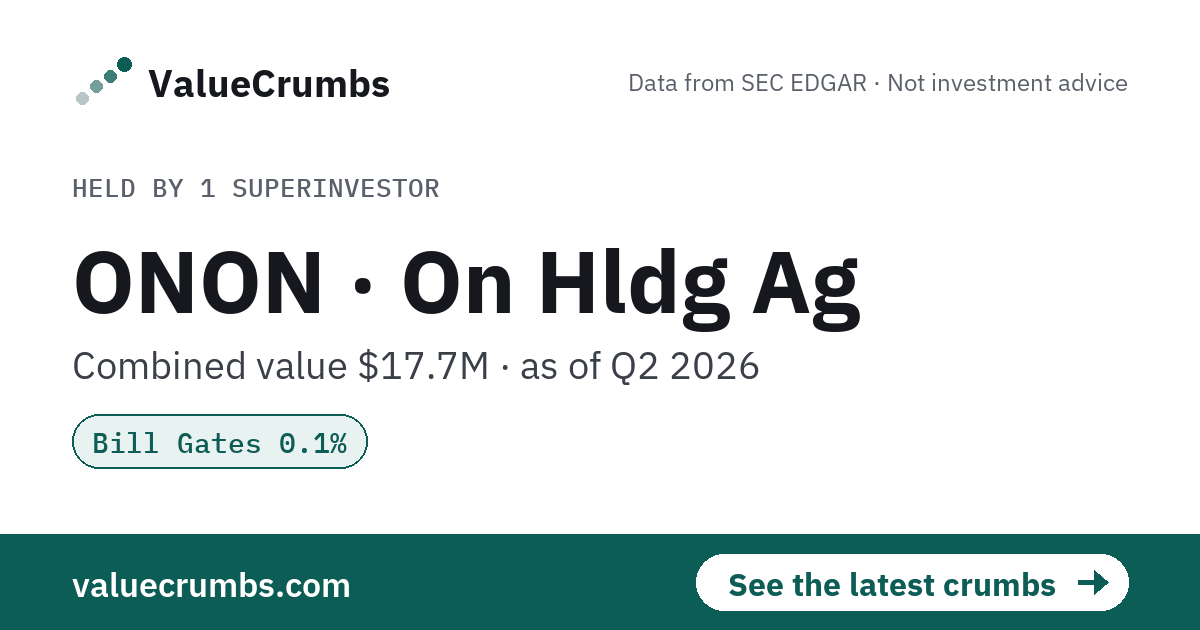 ValueCrumbs
Data from SEC EDGAR · Not investment advice
HELD BY 1 SUPERINVESTOR
ONON · On Hldg Ag
Combined value $17.7M · as of Q2 2026
Bill Gates 0.1%
valuecrumbs.com
See the latest crumbs